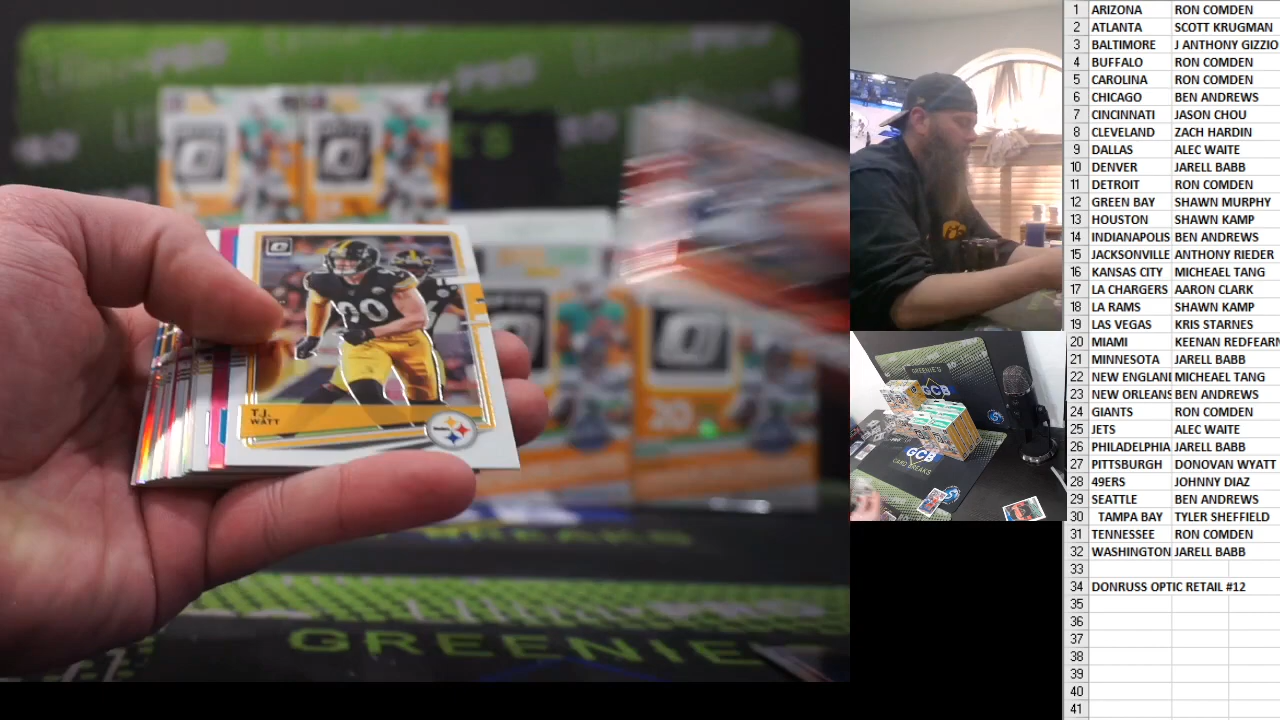 T.J.
WATT
GREENIE
GREENIE'S
GCB
GCB
CARD BREAKS
1 ARIZONA RON COMDEN
2 ATLANTA SCOTT KRUGMAN
3 BALTIMORE J ANTHONY GIZZIO
4 BUFFALO RON COMDEN
5 CAROLINA RON COMDEN
6 CHICAGO BEN ANDREWS
7 CINCINNATI JASON CHOU
8 CLEVELAND ZACH HARDIN
9 DALLAS ALEC WAITE
10 DENVER JARELL BABB
11 DETROIT RON COMDEN
12 GREEN BAY SHAWN MURPHY
13 HOUSTON SHAWN KAMP
14 INDIANAPOLIS BEN ANDREWS
15 JACKSONVILLE ANTHONY RIEDER
16 KANSAS CITY MICHEAEL TANG
17 LA CHARGERS AARON CLARK
18 LA RAMS SHAWN KAMP
19 LAS VEGAS KRIS STARNES
20 MIAMI KEENAN REDFEARN
21 MINNESOTA JARELL BABB
22 NEW ENGLAND MICHEAEL TANG
23 NEW ORLEANS BEN ANDREWS
24 GIANTS RON COMDEN
25 JETS ALEC WAITE
26 PHILADELPHIA JARELL BABB
27 PITTSBURGH DONOVAN WYATT
28 49ERS JOHNNY DIAZ
29 SEATTLE BEN ANDREWS
30 TAMPA BAY TYLER SHEFFIELD
31 TENNESSEE RON COMDEN
32 WASHINGTON JARELL BABB
33
34 DONRUSS OPTIC RETAIL #12
35
36
37
38
39
40
41